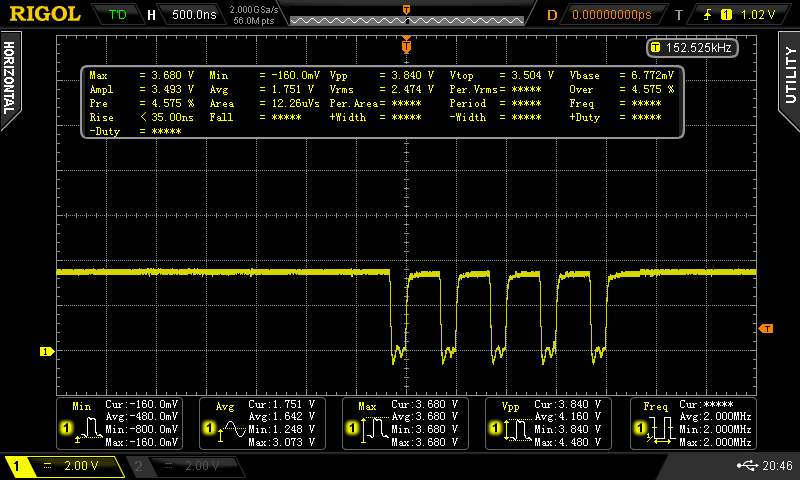 RIGOL T'D H 500.0ns 2.000GSa/s 56.0M pts D 0.00000000ps T 1 1.02 V
HORIZONTAL
UTILITY
T
T 152.525kHz
Max = 3.680 V Min = -160.0mV Vpp = 3.840 V Vtop = 3.504 V Vbase = 6.772mV
Ampl = 3.493 V Avg = 1.751 V Vrms = 2.474 V Per.Vrms= ***** Over = 4.575 %
Pre = 4.575 % Area = 12.26uVs Per.Area= ***** Period = ***** Freq = *****
Rise < 35.00ns Fall = ***** +Width = ***** -Width = ***** +Duty = *****
-Duty = *****
T
1
Min
1
Cur:-160.0mV
Avg:-480.0mV
Min:-800.0mV
Max:-160.0mV
Avg
1
Cur:1.751 V
Avg:1.642 V
Min:1.248 V
Max:3.073 V
Max
1
Cur:3.680 V
Avg:3.680 V
Min:3.680 V
Max:3.680 V
Vpp
1
Cur:3.840 V
Avg:4.160 V
Min:3.840 V
Max:4.480 V
Freq
1
Cur:*****
Avg:2.000MHz
Min:2.000MHz
Max:2.000MHz
1 = 2.00 V 2 = 2.00 V 20:46